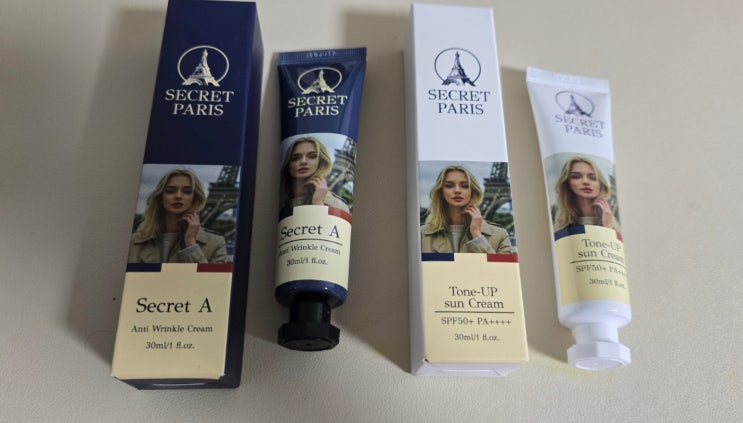 SECRET
PARIS
Secret A
Anti Wrinkle Cream
30ml/1 fl.oz.
SECRET
PARIS
Secret A
Anti Wrinkle Cream
30ml/1 fl.oz.
SECRET
PARIS
Tone-UP
sun Cream
SPF50+ PA++++
30ml/1 fl.oz.
SECRET
PARIS
Tone-UP
sun Cream
SPF50+ PA+++
30ml/1 fl.oz.